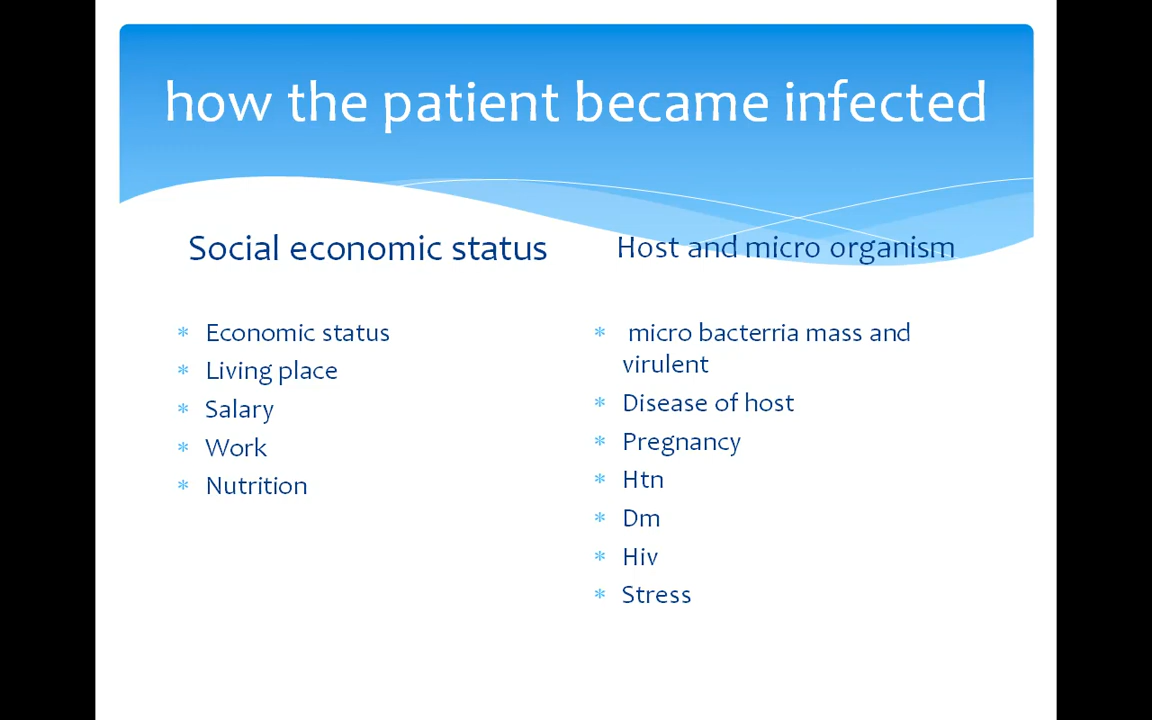 how the patient became infected
Social economic status
Economic status
Living place
Salary
Work
Nutrition
Host and micro organism
micro bacterria mass and
virulent
Disease of host
Pregnancy
Htn
Dm
Hiv
Stress